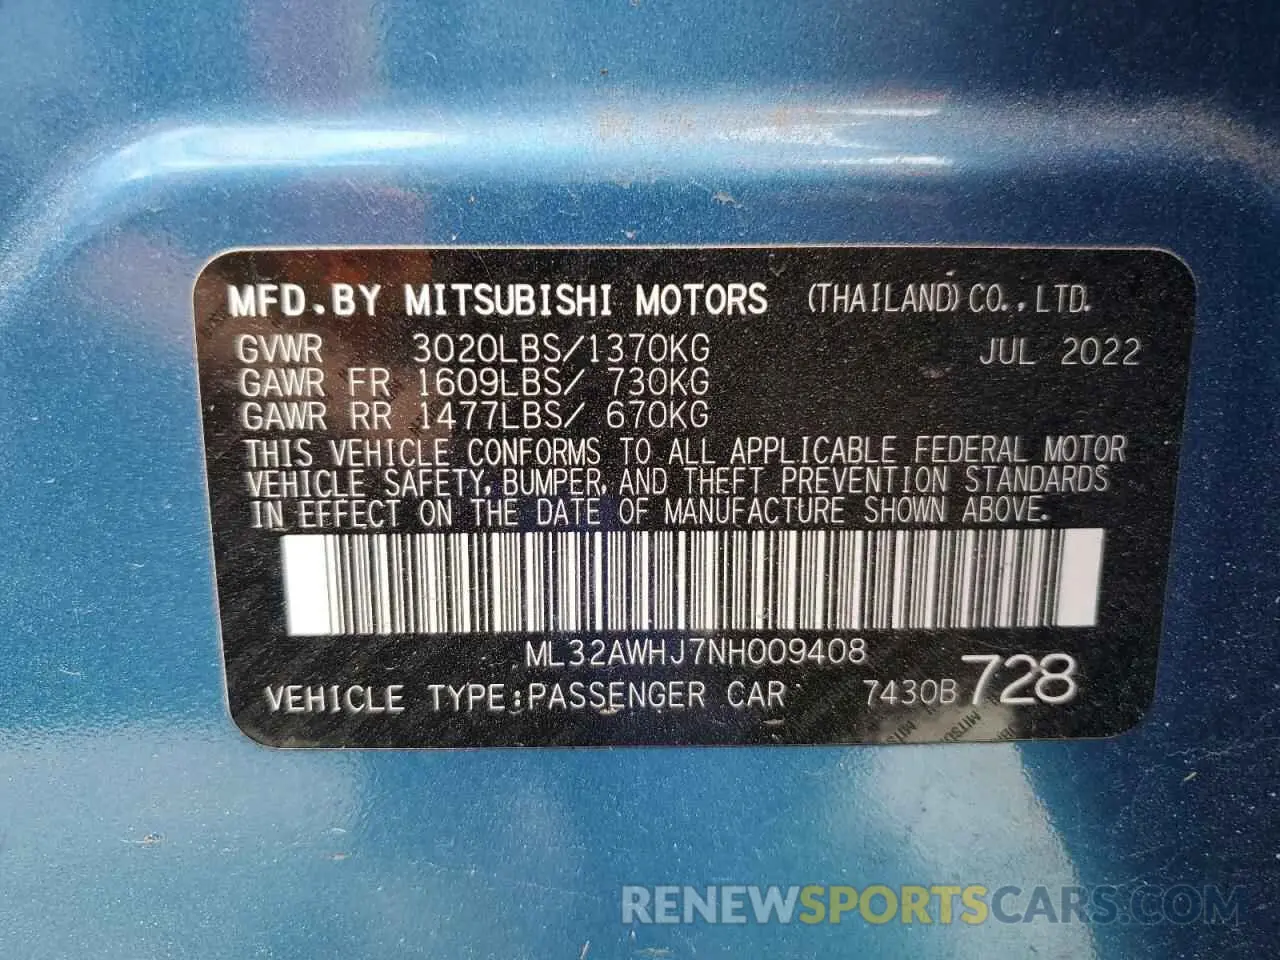 MFD.BY MITSUBISHI MOTORS (THAILAND) CO.,LTD.
GVWR 3020LBS/1370KG JUL 2022
GAWR FR 1609LBS/ 730KG
GAWR RR 1477LBS/ 670KG
THIS VEHICLE CONFORMS TO ALL APPLICABLE FEDERAL MOTOR
VEHICLE SAFETY, BUMPER, AND THEFT PREVENTION STANDARDS
IN EFFECT ON THE DATE OF MANUFACTURE SHOWN ABOVE.
ML32AWHJ7NH009408
VEHICLE TYPE:PASSENGER CAR 7430B 728
RENEWSPORTSCARS.COM